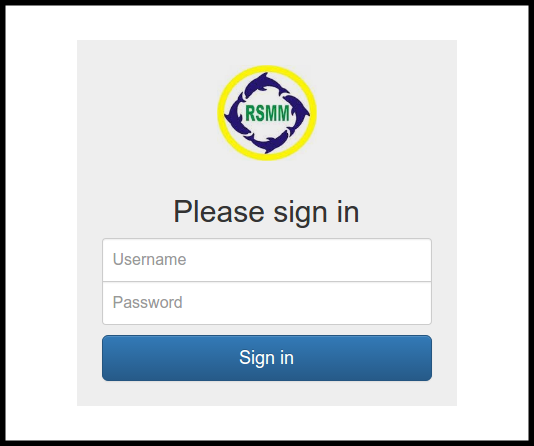 RSMM
Please sign in
Username
Password
Sign in